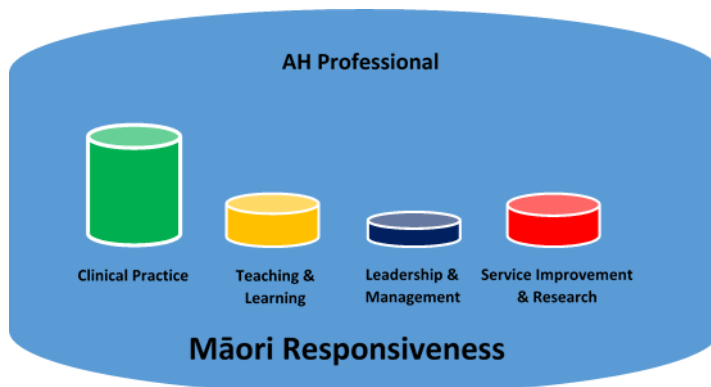 AH Professional
Clinical Practice
Teaching &
Learning
Leadership &
Management
Service Improvement
& Research
Māori Responsiveness